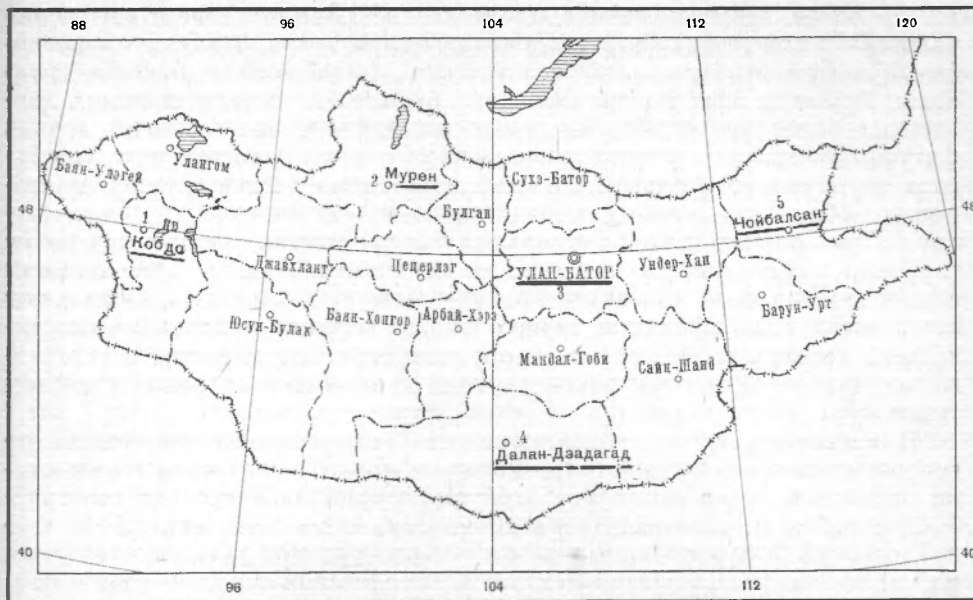 88 96 104 112 120
Улангом
Баян-Улэгей
2 Мурен
Сухэ-Батор
Булган
48
48
1
Кобдо
5
Чойбалсан
Джавхлант
Цецерлэг
УЛАН-БАТОР
3
Ундер-Хан
Барун-Урт
Юсун-Булак
Баян-Хонгор
Арбай-Хэрэ
Мандал-Гоби
Сайн-Шанд
4
Далан-Дзадагад
40
40
96 104 112